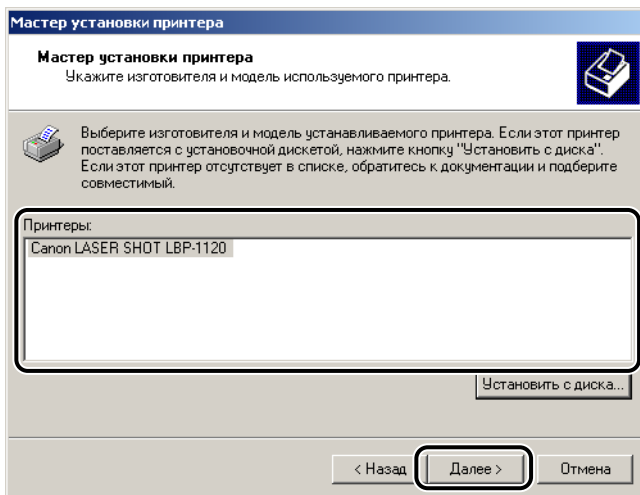 Мастер установки принтера
Мастер установки принтера
Укажите изготовителя и модель используемого принтера.
Выберите изготовителя и модель устанавливаемого принтера. Если этот принтер
поставляется с установочной дискетой, нажмите кнопку "Установить с диска".
Если этот принтер отсутствует в списке, обратитесь к документации и подберите
совместимый.
Принтеры:
Canon LASER SHOT LBP-1120
Установить с диска...
< Назад Далее > Отмена